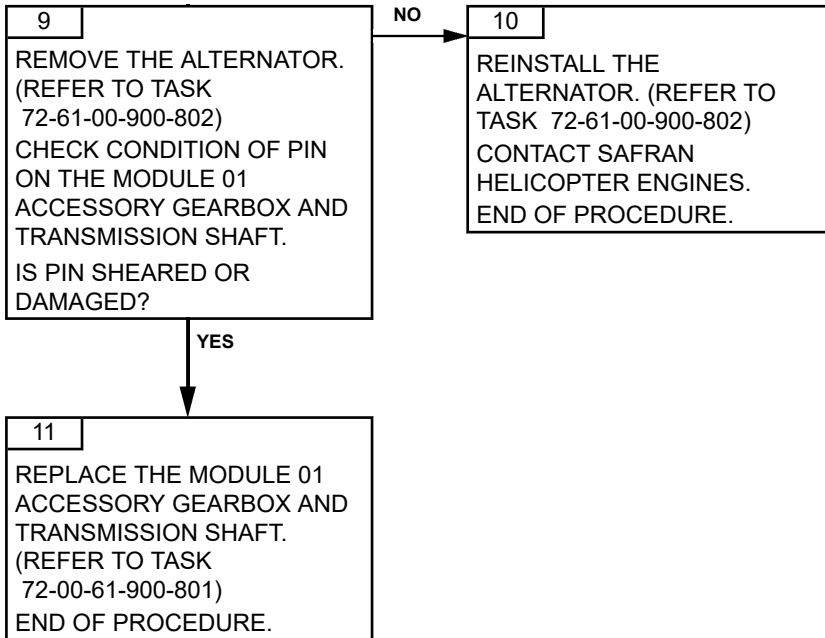 9
REMOVE THE ALTERNATOR.
(REFER TO TASK
72-61-00-900-802)
CHECK CONDITION OF PIN
ON THE MODULE 01
ACCESSORY GEARBOX AND
TRANSMISSION SHAFT.
IS PIN SHEARED OR
DAMAGED?
NO
10
REINSTALL THE
ALTERNATOR. (REFER TO
TASK 72-61-00-900-802)
CONTACT SAFRAN
HELICOPTER ENGINES.
END OF PROCEDURE.
YES
11
REPLACE THE MODULE 01
ACCESSORY GEARBOX AND
TRANSMISSION SHAFT.
(REFER TO TASK
72-00-61-900-801)
END OF PROCEDURE.